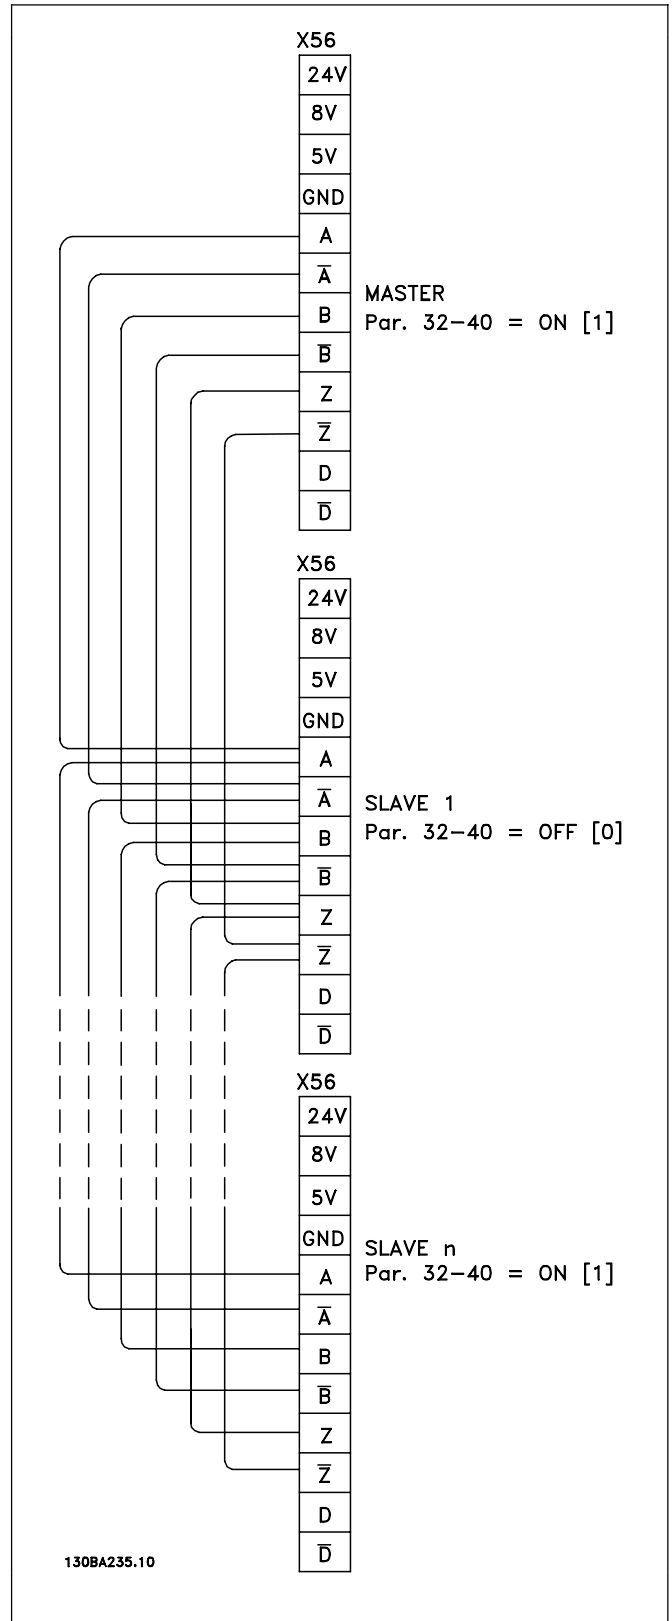 X56
24V
8V
5V
GND
A
A̅
B
B̅
Z
Z̅
D
D̅
MASTER
Par. 32-40 = ON [1]
X56
24V
8V
5V
GND
A
A̅
B
B̅
Z
Z̅
D
D̅
SLAVE 1
Par. 32-40 = OFF [0]
X56
24V
8V
5V
GND
A
A̅
B
B̅
Z
Z̅
D
D̅
SLAVE n
Par. 32-40 = ON [1]
130BA235.10